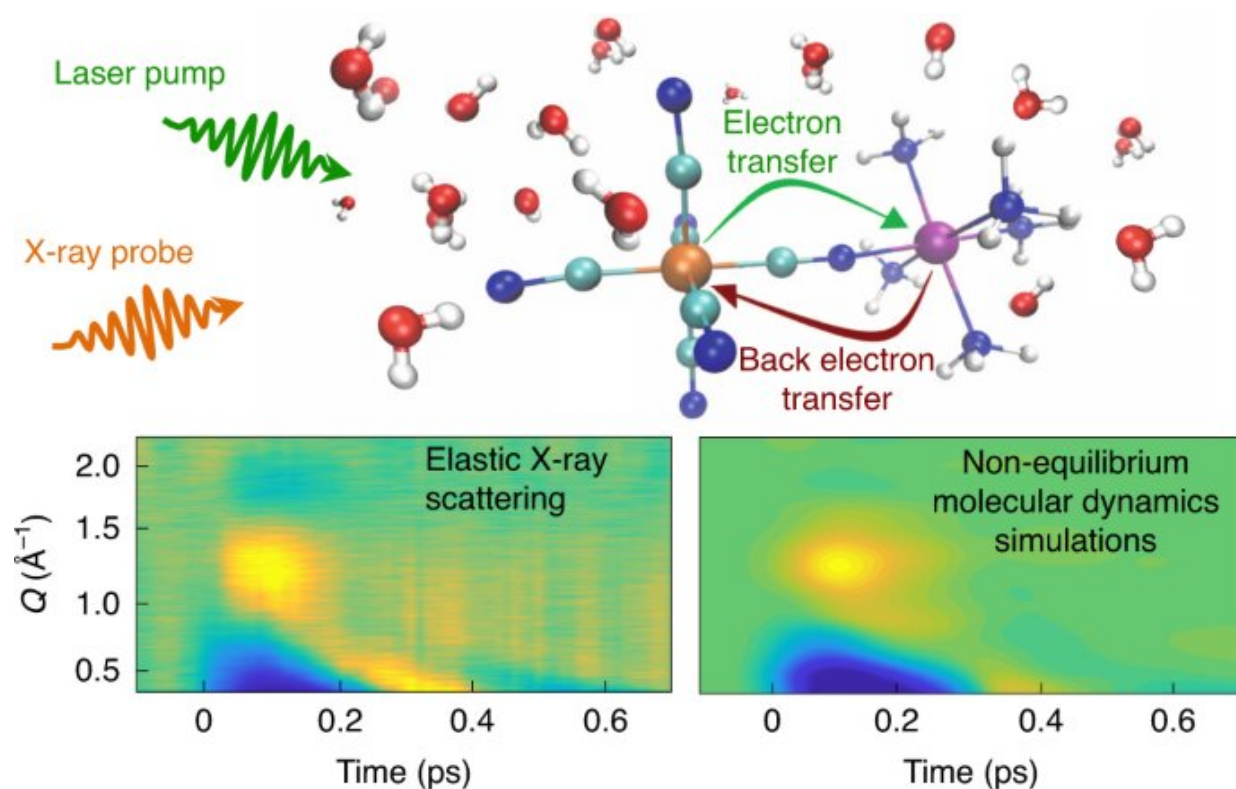 Laser pump
X-ray probe
Electron
transfer
Back electron
transfer
Elastic X-ray
scattering
Q (Å⁻¹)
2.0
1.5
1.0
0.5
0 0.2 0.4 0.6
Time (ps)
Non-equilibrium
molecular dynamics
simulations
0 0.2 0.4 0.6
Time (ps)